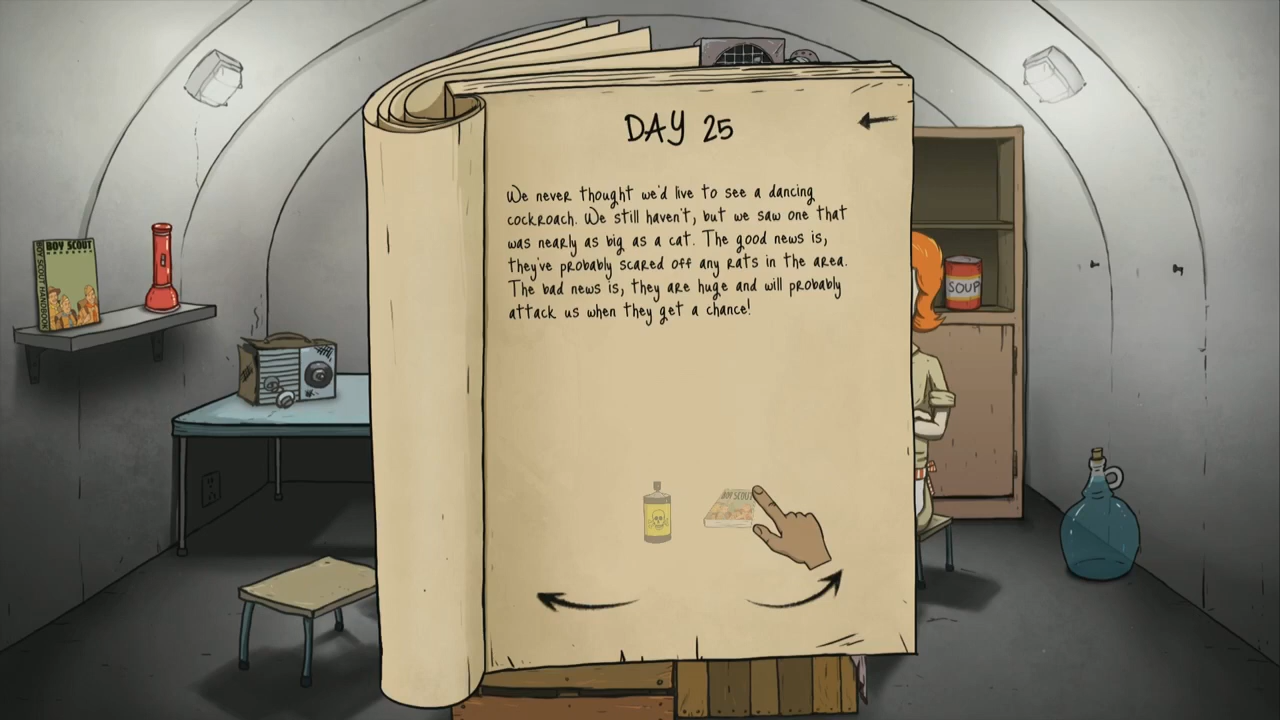 DAY 25
We never thought we'd live to see a dancing
cockroach. We still haven't, but we saw one that
was nearly as big as a cat. The good news is,
they've probably scared off any rats in the area.
The bad news is, they are huge and will probably
attack us when they get a chance!
BOY SCOUT
BOY SCOUT HANDBOOK
SOUP
BOY SCOUT